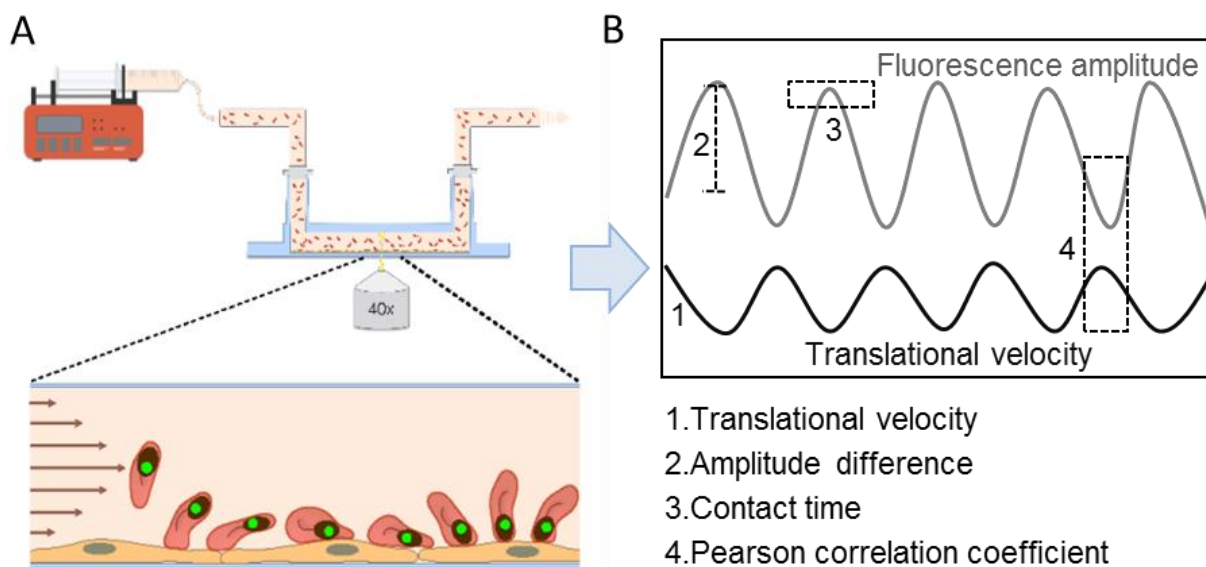 A
40x
B
Fluorescence amplitude
2
3
4
1
Translational velocity
1.Translational velocity
2.Amplitude difference
3.Contact time
4.Pearson correlation coefficient